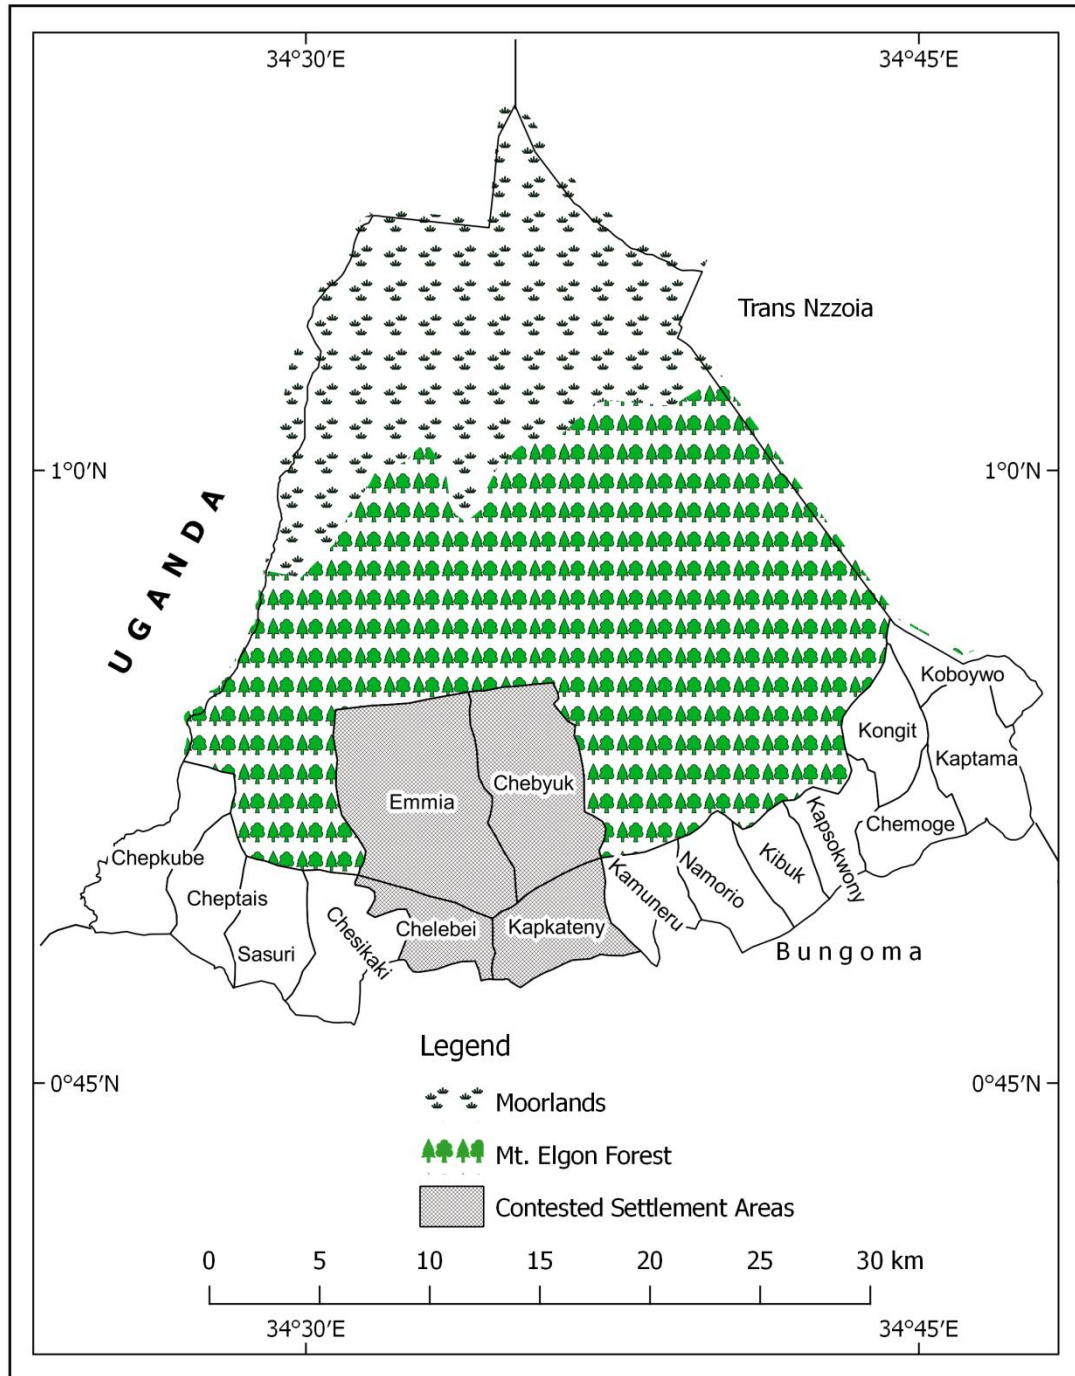 34°30′E
34°45′E
Trans Nzzoia
1°0′N
1°0′N
UGANDA
Koboywo
Kongit
Kaptama
Chebyuk
Emmia
Kapsokwony
Chemoge
Chepkube
Kibuk
Namorio
Kamuneru
Cheptais
Chelebei
Kapkateny
Chesikaki
Sasuri
Bungoma
Legend
0°45′N
0°45′N
Moorlands
Mt. Elgon Forest
Contested Settlement Areas
0 5 10 15 20 25 30 km
34°30′E
34°45′E